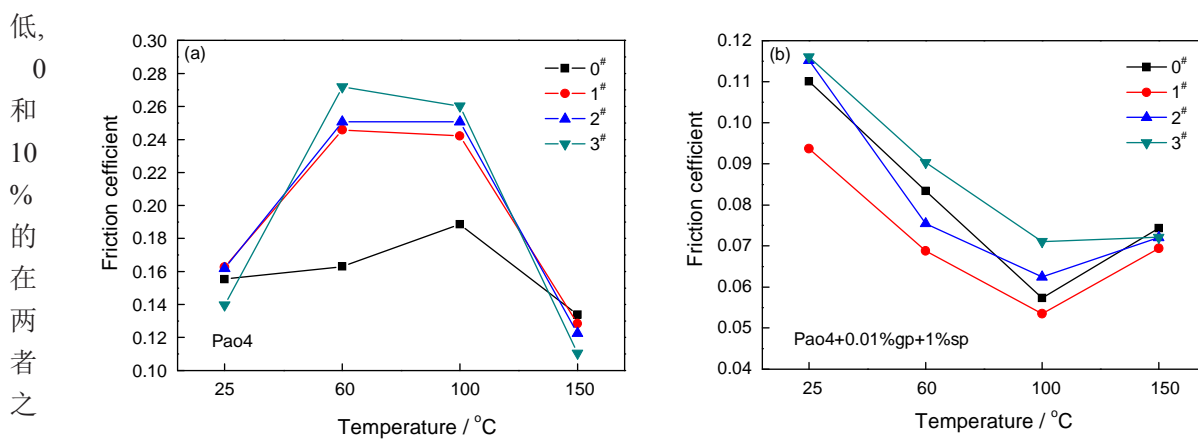 低,
0
和
10
%
的
在
两
者
之
(a)
0.30
0.28
0.26
0.24
0.22
0.20
0.18
0.16
0.14
0.12
0.10
Friction cefficient
0#
1#
2#
3#
Pao4
25 60 100 150
Temperature / °C
(b)
0.12
0.11
0.10
0.09
0.08
0.07
0.06
0.05
0.04
Friction cefficient
0#
1#
2#
3#
Pao4+0.01%gp+1%sp
25 60 100 150
Temperature / °C